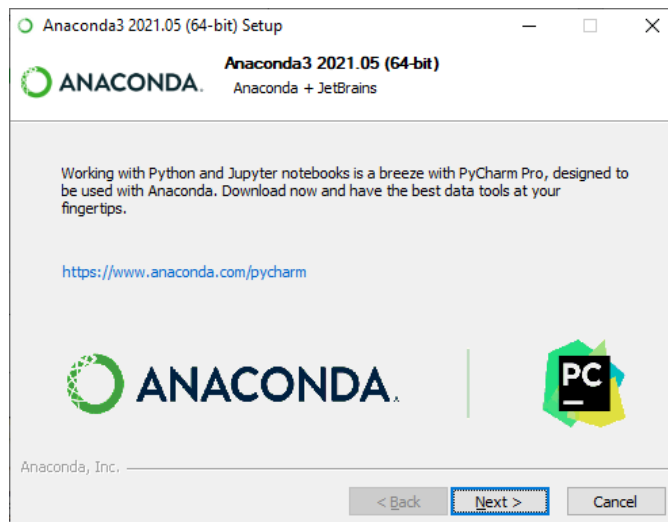 Anaconda3 2021.05 (64-bit) Setup
ANACONDA.
Anaconda3 2021.05 (64-bit)
Anaconda + JetBrains
Working with Python and Jupyter notebooks is a breeze with PyCharm Pro, designed to
be used with Anaconda. Download now and have the best data tools at your
fingertips.
https://www.anaconda.com/pycharm
ANACONDA.
PC
Anaconda, Inc.
< Back
Next >
Cancel